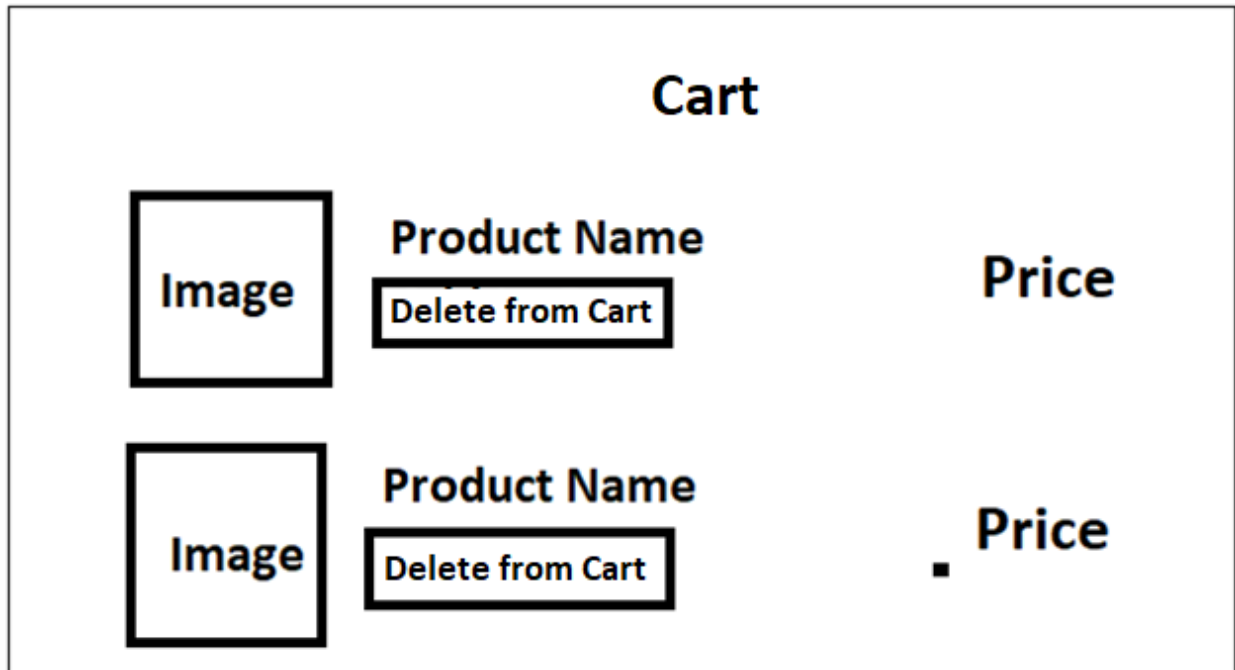 Cart
Product Name
Image
Price
Delete from Cart
Product Name
Image
Price
Delete from Cart